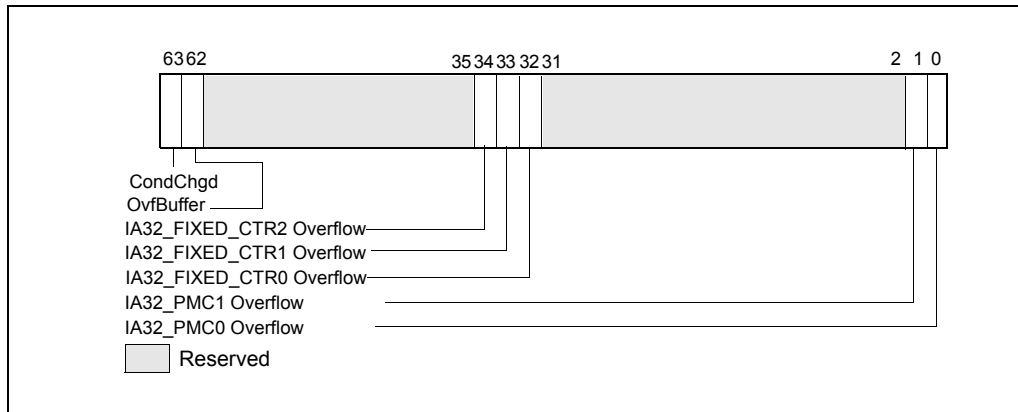 63 62 35 34 33 32 31 2 1 0
CondChgd
OvfBuffer
IA32_FIXED_CTR2 Overflow
IA32_FIXED_CTR1 Overflow
IA32_FIXED_CTR0 Overflow
IA32_PMC1 Overflow
IA32_PMC0 Overflow
Reserved